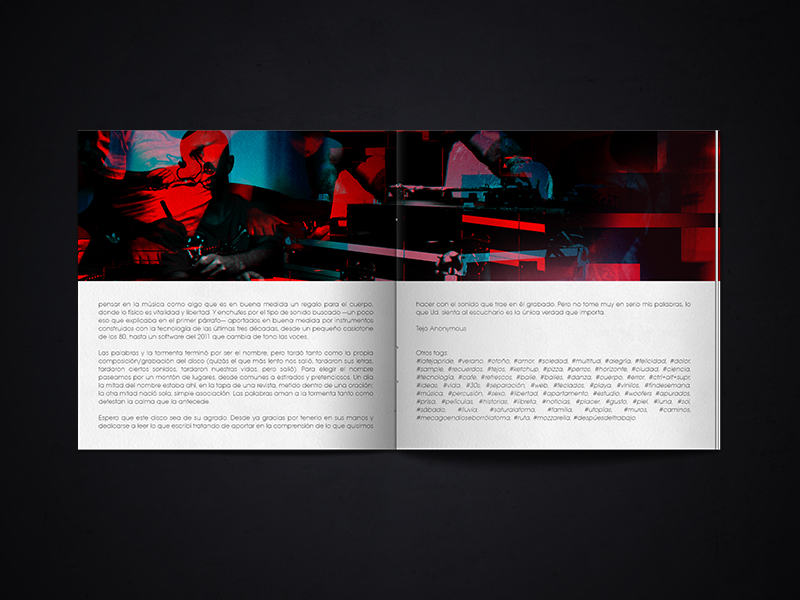 pensar en la música como algo que es en buena medida un regalo para el cuerpo,
donde lo físico es vitalidad y libertad. Y enchufes por el tipo de sonido buscado —un poco
eso que explicaba en el primer párrafo— aportados en buena medida por instrumentos
construidos con la tecnología de las últimas tres décadas, desde un pequeño casiotone
de los 80, hasta un software del 2011 que cambia de tono las voces.
Las palabras y la tormenta terminó por ser el nombre, pero tardó tanto como la propia
composición/grabación del disco (quizás el que más lento nos salió, tardaron sus letras,
tardaron ciertos sonidos, tardaron nuestras vidas, pero salió). Para elegir el nombre
paseamos por un montón de lugares, desde comunes a estirados y pretenciosos. Un día
la mitad del nombre estaba ahí, en la tapa de una revista, metido dentro de una oración;
la otra mitad nació sola, simple asociación. Las palabras aman a la tormenta tanto como
detestan la calma que la antecede.
Espero que este disco sea de su agrado. Desde ya gracias por tenerlo en sus manos y
dedicarse a leer lo que escribí tratando de aportar en la comprensión de lo que quisimos
hacer con el sonido que trae en él grabado. Pero no tome muy en serio mis palabras, lo
que Ud. sienta al escucharlo es la única verdad que importa.
Tejo Anonymous
Otros tags:
#latejapride, #verano, #otoño, #amor, #soledad, #multitud, #alegría, #felicidad, #dolor,
#sample, #recuerdos, #tejos, #ketchup, #pizza, #perros, #horizonte, #ciudad, #ciencia,
#tecnología, #café, #refrescos, #baile, #bailes, #danza, #cuerpo, #error, #ctrl+alt+supr,
#ideas, #vida, #30s, #separación, #web, #teclados, #playa, #vinilos, #findesemana,
#música, #percusión, #sexo, #libertad, #apartamento, #estudio, #woofers, #apurados,
#prisa, #películas, #historias, #libreta, #noticias, #placer, #gusto, #piel, #luna, #sol,
#sábado, #lluvia, #saturalatoma, #familia, #utopías, #muros, #caminos,
#mecagoenaloseborrólatoma, #ruta, #mozzarella, #despúesdeltrabajo.